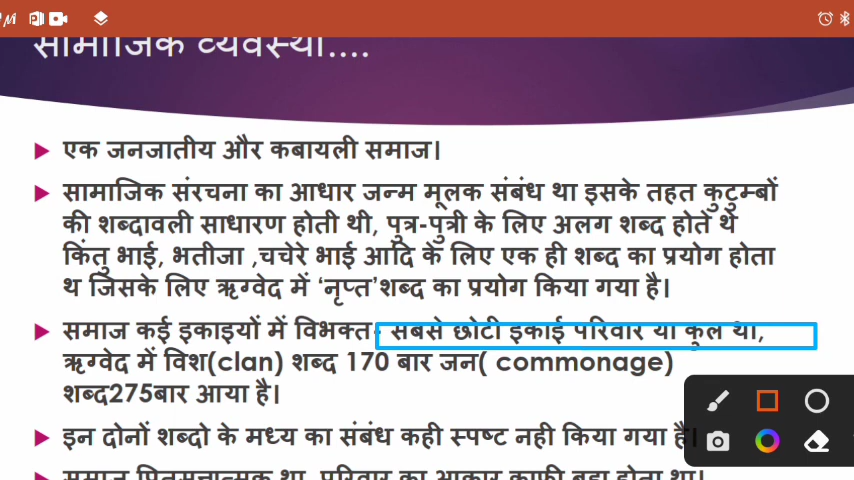 सामाजिक व्यवस्था....
एक जनजातीय और कबायली समाज।
सामाजिक संरचना का आधार जन्म मूलक संबंध था इसके तहत कुटुम्बों
की शब्दावली साधारण होती थी, पुत्र-पुत्री के लिए अलग शब्द होते थे
किंतु भाई, भतीजा ,चचेरे भाई आदि के लिए एक ही शब्द का प्रयोग होता
थ जिसके लिए ऋग्वेद में ‘नृप्त’शब्द का प्रयोग किया गया है।
समाज कई इकाइयों में विभक्त- सबसे छोटी इकाई परिवार या कुल था,
ऋग्वेद में विश(clan) शब्द 170 बार जन( commonage)
शब्द275बार आया है।
इन दोनों शब्दो के मध्य का संबंध कही स्पष्ट नही किया गया है।
समाज पितृसत्तात्मक था, परिवार का आकार काफी बड़ा होता था।